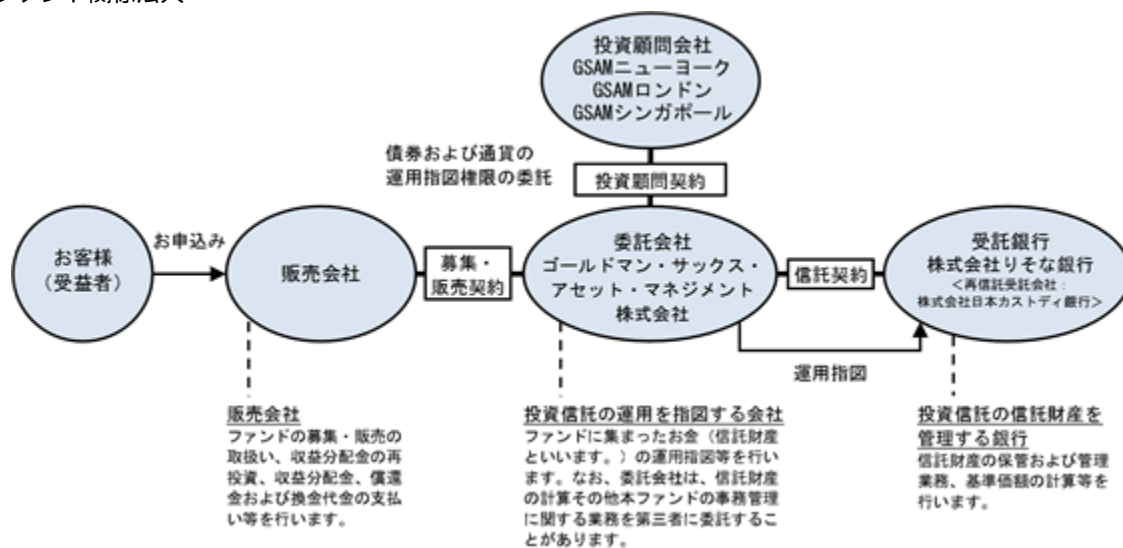 投資顧問会社
GSAMニューヨーク
GSAMロンドン
GSAMシンガポール
債券および通貨の
運用指図権限の委託
投資顧問契約
お客様
(受益者)
お申込み
販売会社
募集・
販売契約
委託会社
ゴールドマン・サックス・
アセット・マネジメント
株式会社
信託契約
受託銀行
株式会社りそな銀行
<再信託受託会社:
株式会社日本カストディ銀行>
運用指図
販売会社
ファンドの募集・販売の
取扱い、収益分配金の再
投資、収益分配金、償還
金および換金代金の支払
い等を行います。
投資信託の運用を指図する会社
ファンドに集まったお金(信託財産
といいます。)の運用指図等を行い
ます。なお、委託会社は、信託財産
の計算その他本ファンドの事務管理
に関する業務を第三者に委託するこ
とがあります。
投資信託の信託財産を
管理する銀行
信託財産の保管および管理
業務、基準価額の計算等を
行います。